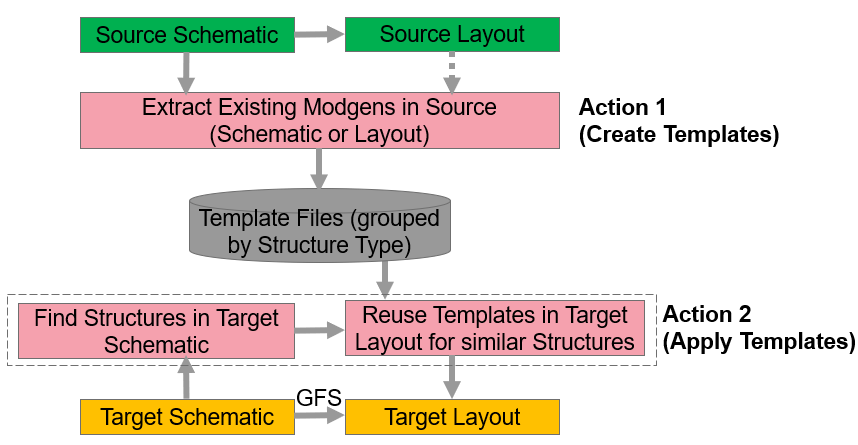 Source Schematic
Source Layout
Extract Existing Modgens in Source
(Schematic or Layout)
Action 1
(Create Templates)
Template Files (grouped
by Structure Type)
Find Structures in Target
Schematic
Reuse Templates in Target
Layout for similar Structures
Action 2
(Apply Templates)
Target Schematic
GFS
Target Layout